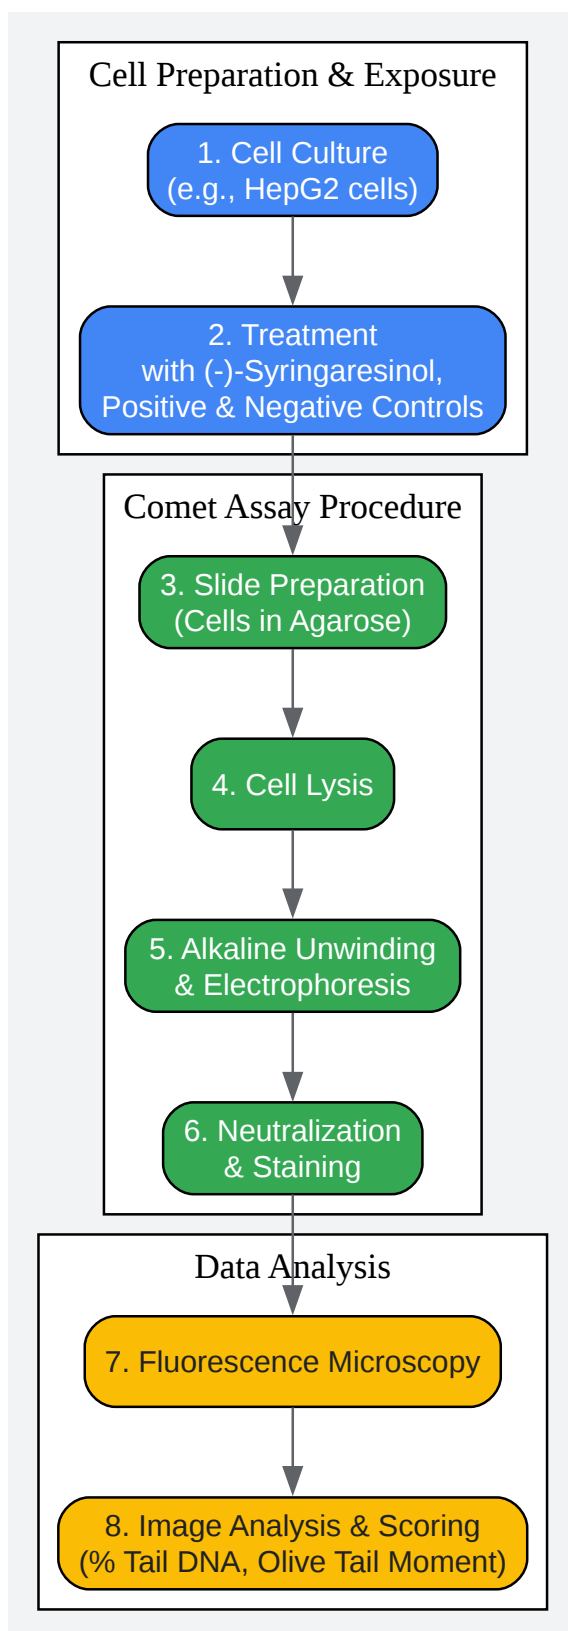 Cell Preparation & Exposure
1. Cell Culture
(e.g., HepG2 cells)
2. Treatment
with (-)-Syringaresinol,
Positive & Negative Controls
Comet Assay Procedure
3. Slide Preparation
(Cells in Agarose)
4. Cell Lysis
5. Alkaline Unwinding
& Electrophoresis
6. Neutralization
& Staining
Data Analysis
7. Fluorescence Microscopy
8. Image Analysis & Scoring
(% Tail DNA, Olive Tail Moment)